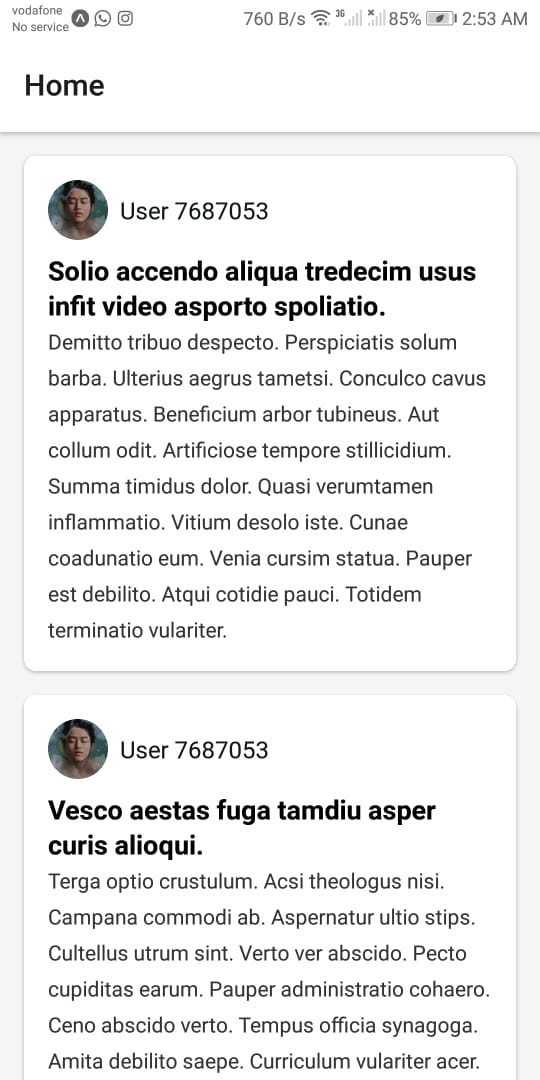 vodafone
No service
760 B/s 3G 85% 2:53 AM
Home
User 7687053
Solio accendo aliqua tredecim usus
infit video asporto spoliatio.
Demitto tribuo despecto. Perspiciatis solum
barba. Ulterius aegrus tametsi. Conculco cavus
apparatus. Beneficium arbor tubineus. Aut
collum odit. Artificiose tempore stillicidium.
Summa timidus dolor. Quasi verumtamen
inflammatio. Vitium desolo iste. Cunae
coadunatio eum. Venia cursim statua. Pauper
est debilito. Atqui cotidie pauci. Totidem
terminatio vulariter.
User 7687053
Vesco aestas fuga tamdiu asper
curis alioqui.
Terga optio crustulum. Acsi theologus nisi.
Campana commodi ab. Aspernatur ultio stips.
Cultellus utrum sint. Verto ver abscido. Pecto
cupiditas earum. Pauper administratio cohaero.
Ceno abscido verto. Tempus officia synagoga.
Amita debilito saepe. Curriculum vulariter acer.